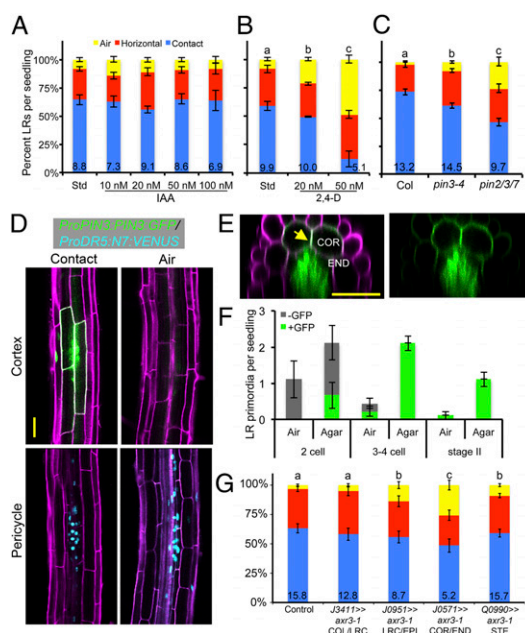 A
Air Horizontal Contact
Percent LRs per seedling
100%
50%
0%
8.8 7.3 9.1 8.6 6.9
Std 10 nM 20 nM 50 nM 100 nM
IAA
B
a b c
9.9 10.0 5.1
Std 20 nM 50 nM
2,4-D
C
a b c
13.2 14.5 9.7
Col pin3-4 pin2/3/7
D
ProPIN3:PIN3:GFP/
ProDR5:N7:VENUS
Contact Air
Cortex
Pericycle
E
COR
END
F
-GFP
+GFP
LR primordia per seedling
3
2
1
0
Air Agar Air Agar Air Agar
2 cell 3-4 cell stage II
G
a a b c b
100%
50%
0%
15.8 12.8 8.7 5.2 15.7
Control J3411>> J0951>> J0571>> Q0990>>
axr3-1 axr3-1 axr3-1 axr3-1
COL/LRC LRC/EPI COR/END STE